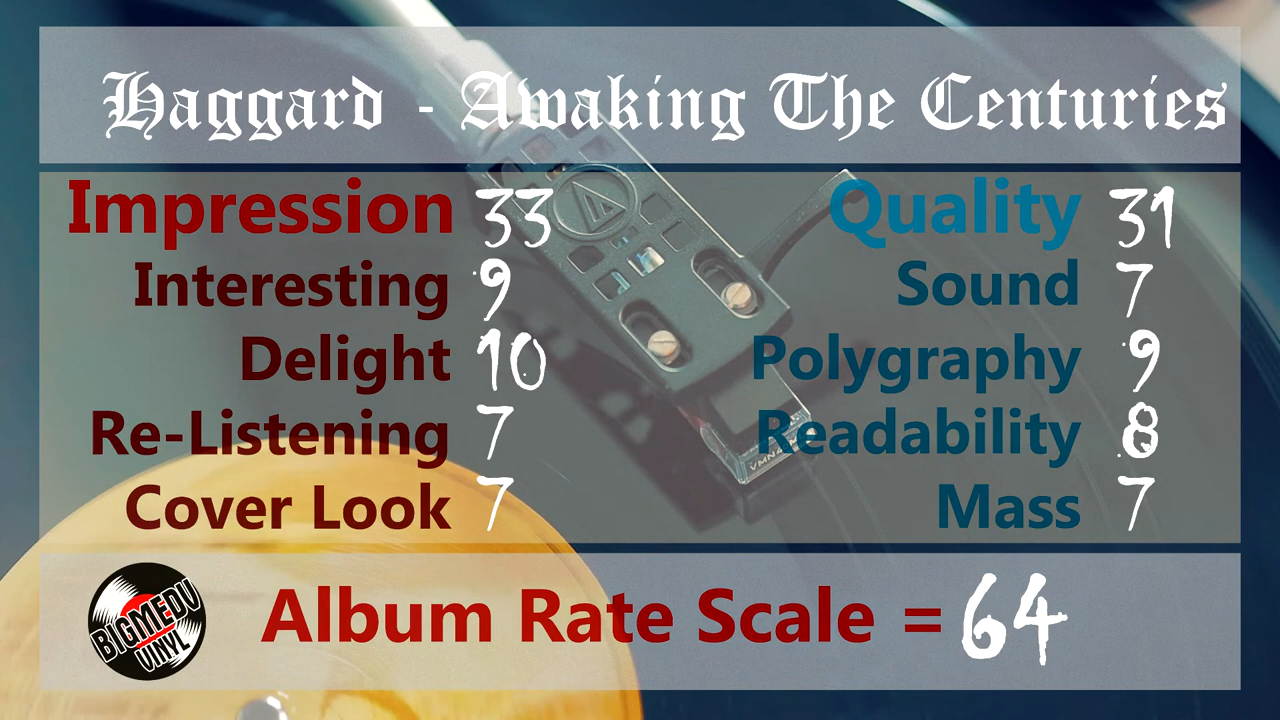 Haggard - Awaking The Centuries
Impression 33
Interesting 9
Delight 10
Re-Listening 7
Cover Look 7
Quality 31
Sound 7
Polygraphy 9
Readability 8
Mass 7
VMN
BIGMEDU
VINYL
Album Rate Scale = 64